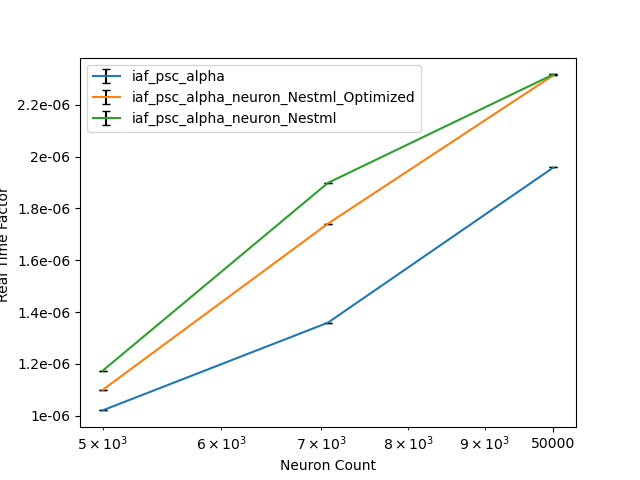 iaf_psc_alpha
iaf_psc_alpha_neuron_Nestml_Optimized
iaf_psc_alpha_neuron_Nestml
2.2e-06
2e-06
1.8e-06
1.6e-06
1.4e-06
1.2e-06
1e-06
Real Time Factor
5 × 10³ 6 × 10³ 7 × 10³ 8 × 10³ 9 × 10³ 50000
Neuron Count